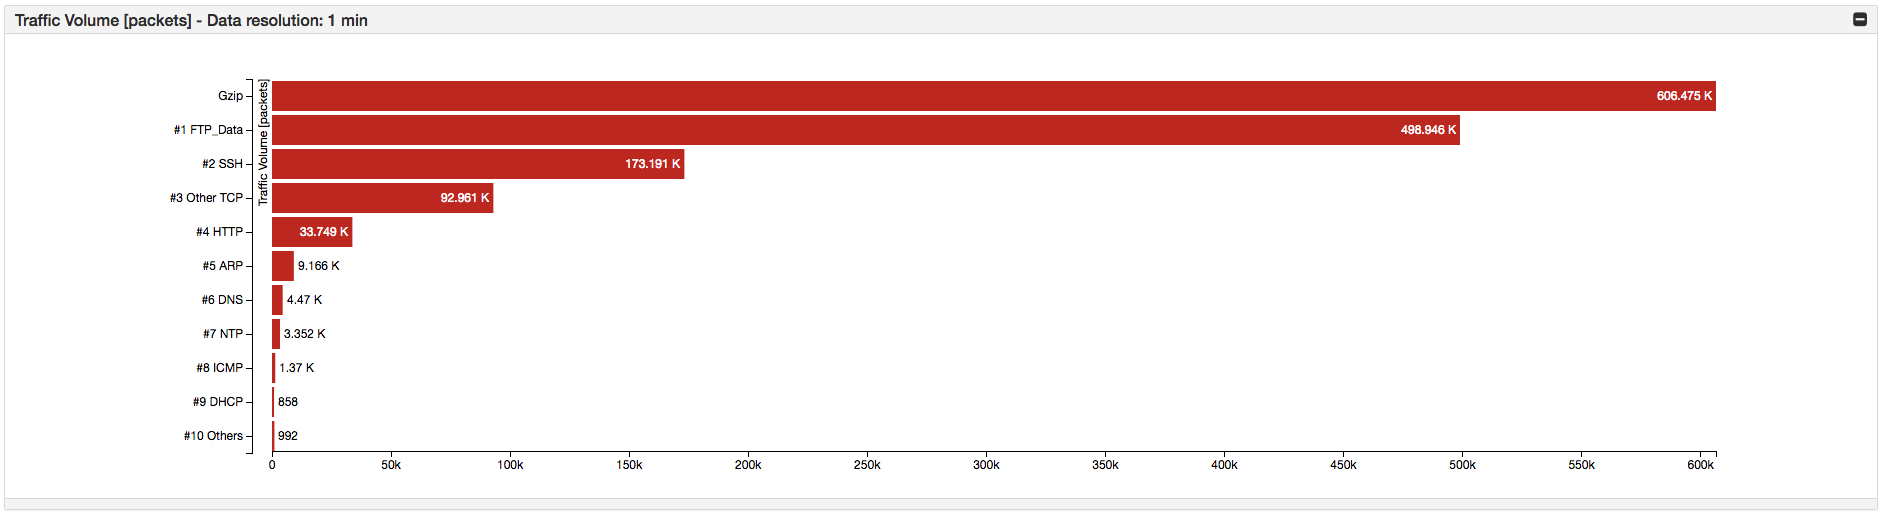 Traffic Volume [packets] - Data resolution: 1 min
Traffic Volume [packets]
Gzip 606.475 K
#1 FTP_Data 498.946 K
#2 SSH 173.191 K
#3 Other TCP 92.961 K
#4 HTTP 33.749 K
#5 ARP 9.166 K
#6 DNS 4.47 K
#7 NTP 3.352 K
#8 ICMP 1.37 K
#9 DHCP 858
#10 Others 992
0 50k 100k 150k 200k 250k 300k 350k 400k 450k 500k 550k 600k